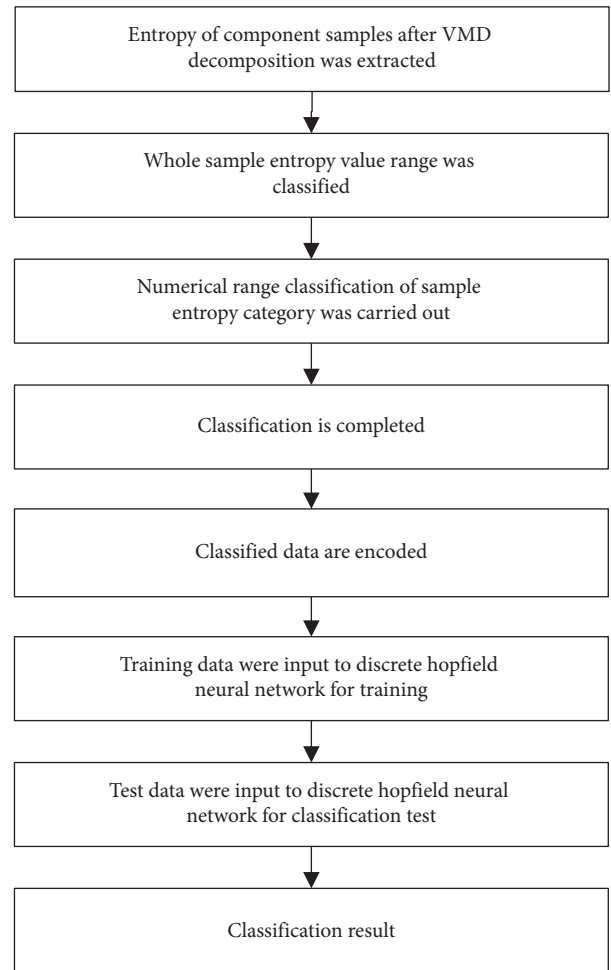 Entropy of component samples after VMD
decomposition was extracted
Whole sample entropy value range was
classified
Numerical range classification of sample
entropy category was carried out
Classification is completed
Classified data are encoded
Training data were input to discrete hopfield
neural network for training
Test data were input to discrete hopfield neural
network for classification test
Classification result